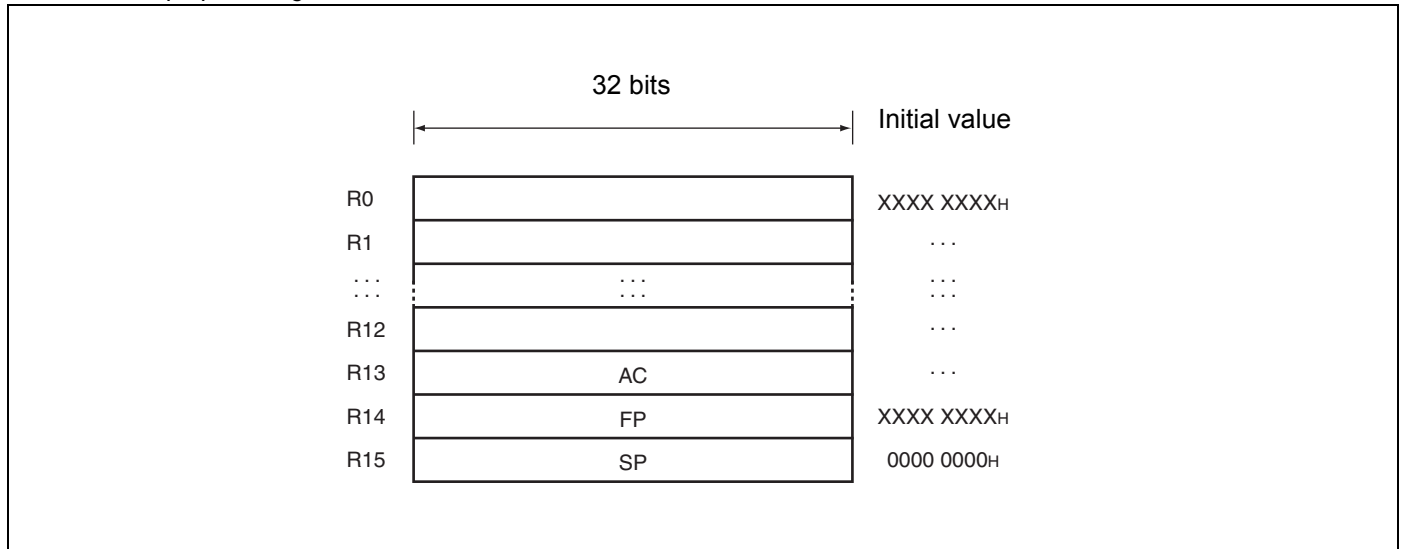 32 bits
Initial value
R0 XXXX XXXXH
R1 ...
... ... ...
... ... ...
R12 ...
R13 AC ...
R14 FP XXXX XXXXH
R15 SP 0000 0000H